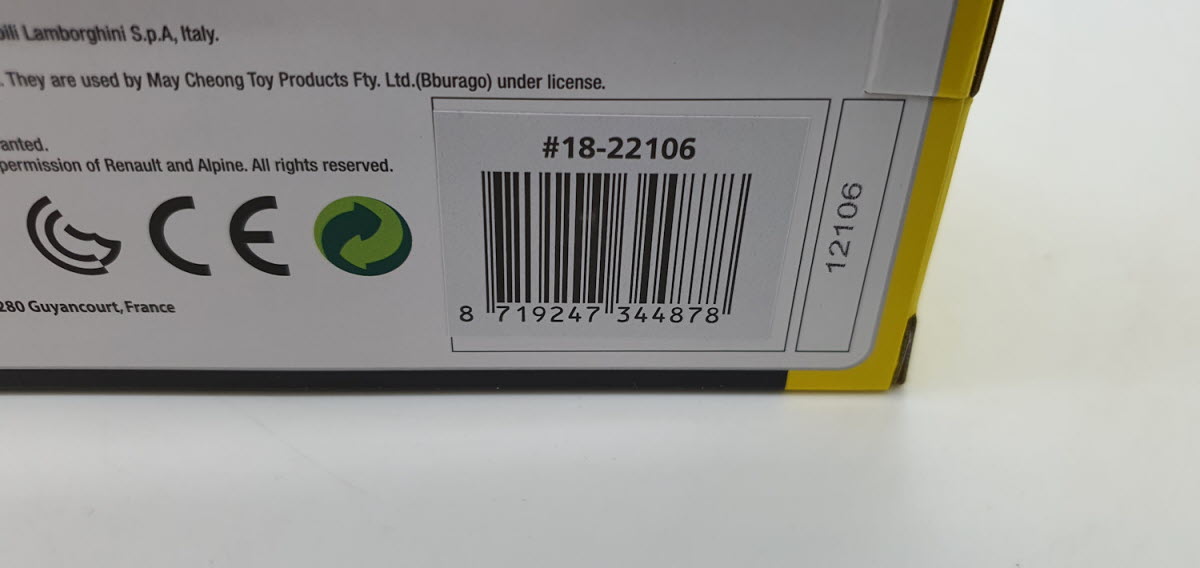 Lamborghini S.p.A, Italy.
. They are used by May Cheong Toy Products Fty. Ltd.(Bburago) under license.
anted.
permission of Renault and Alpine. All rights reserved.
CE
280 Guyancourt, France
#18-22106
8 719247 344878
12106